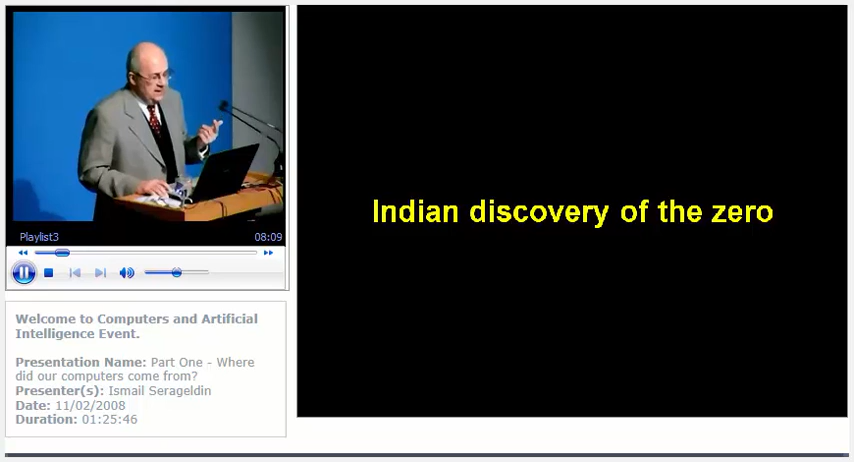 Playlist3 08:09
Welcome to Computers and Artificial
Intelligence Event.
Presentation Name: Part One - Where
did our computers come from?
Presenter(s): Ismail Serageldin
Date: 11/02/2008
Duration: 01:25:46
Indian discovery of the zero